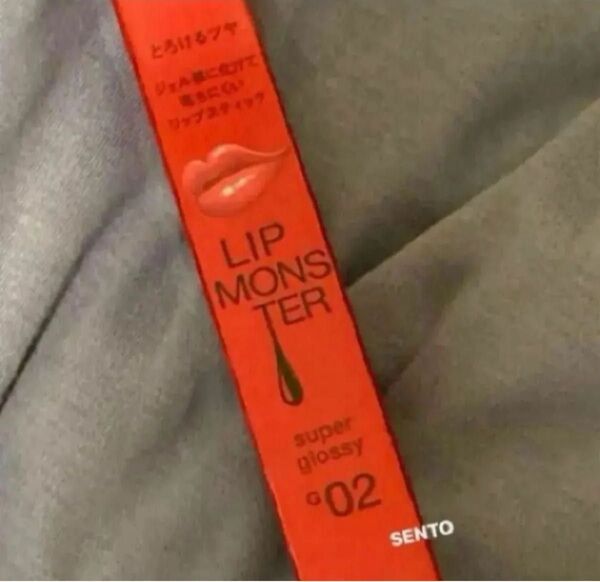 とろけるツヤ
ジェル膜に化けて
落ちにくい
リップスティック
LIP
MONS
TER
super
glossy
G 02
SENTO